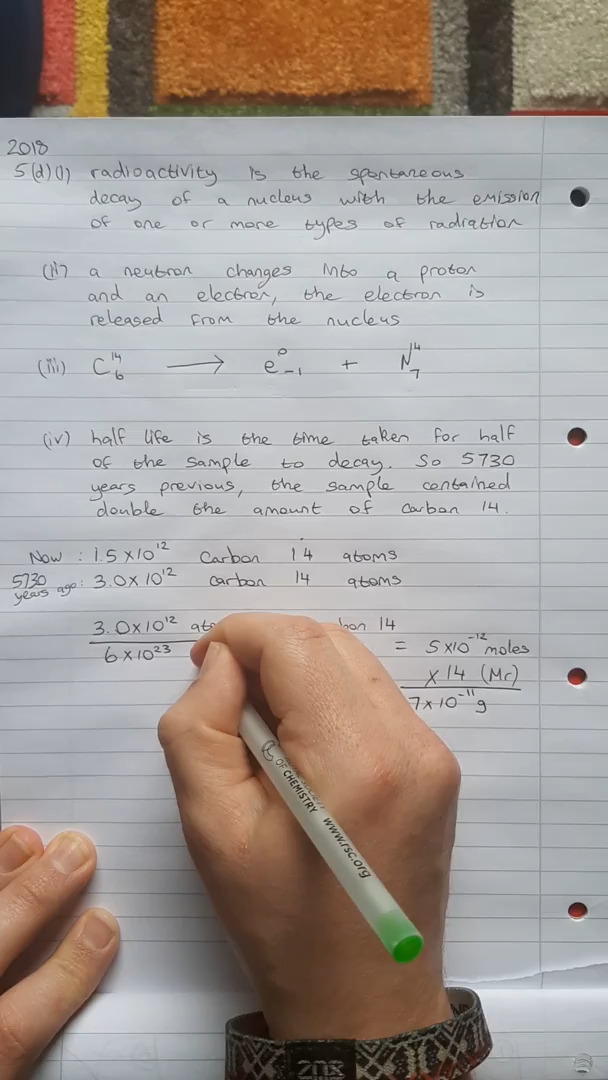 2018
5(d)(i) radioactivity is the spontaneous
decay of a nucleus with the emission
of one or more types of radiation
(ii) a neutron changes into a proton
and an electron, the electron is
released from the nucleus
(iii) C¹⁴₆ → e⁰₋₁ + N¹⁴₇
(iv) half life is the time taken for half
of the sample to decay. So 5730
years previous, the sample contained
double the amount of carbon 14.
Now : 1.5 × 10¹² Carbon 14 atoms
5730 years ago : 3.0 × 10¹² carbon 14 atoms
3.0 × 10¹² 14
6 × 10²³ = 5 × 10⁻¹² moles
× 14 (Mr)
7 × 10⁻¹¹ g
OF CHEMISTRY www.rsc.org